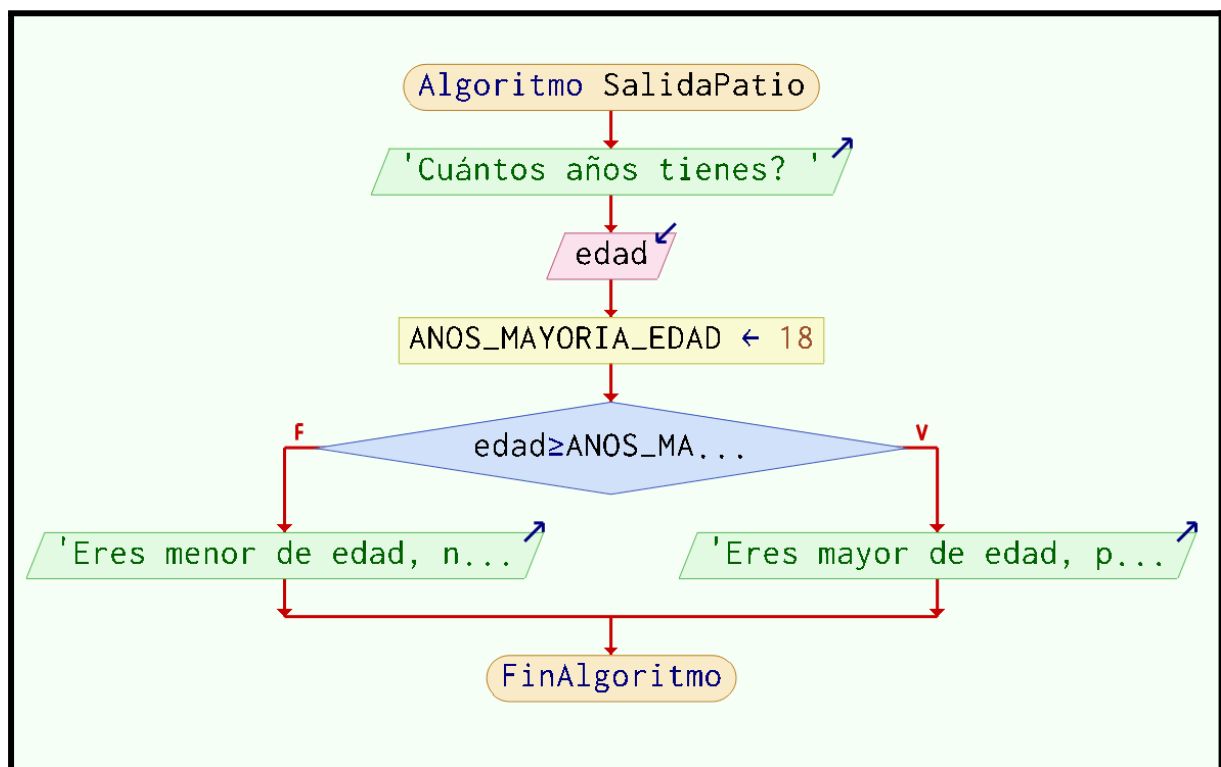 Algoritmo SalidaPatio
'Cuántos años tienes? '
edad
ANOS_MAYORIA_EDAD ← 18
edad≥ANOS_MA...
F
V
'Eres menor de edad, n...
'Eres mayor de edad, p...
FinAlgoritmo